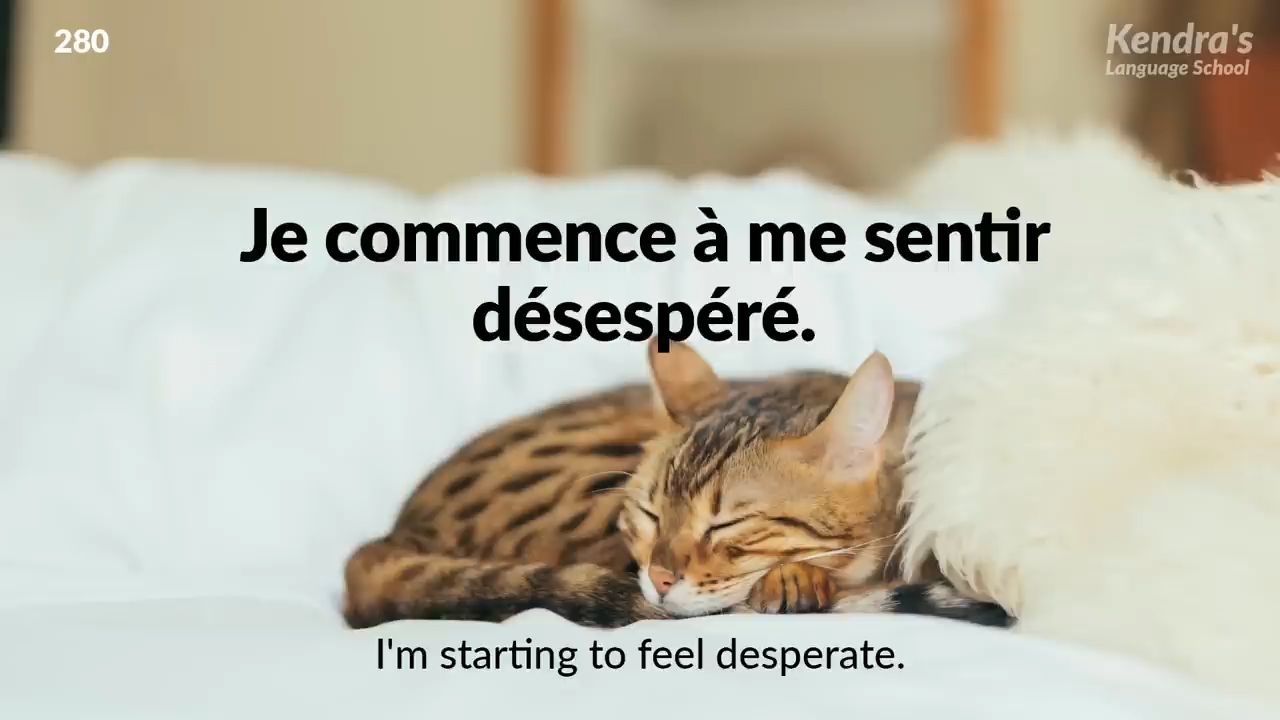 280
Kendra's
Language School
Je commence à me sentir
désespéré.
I'm starting to feel desperate.